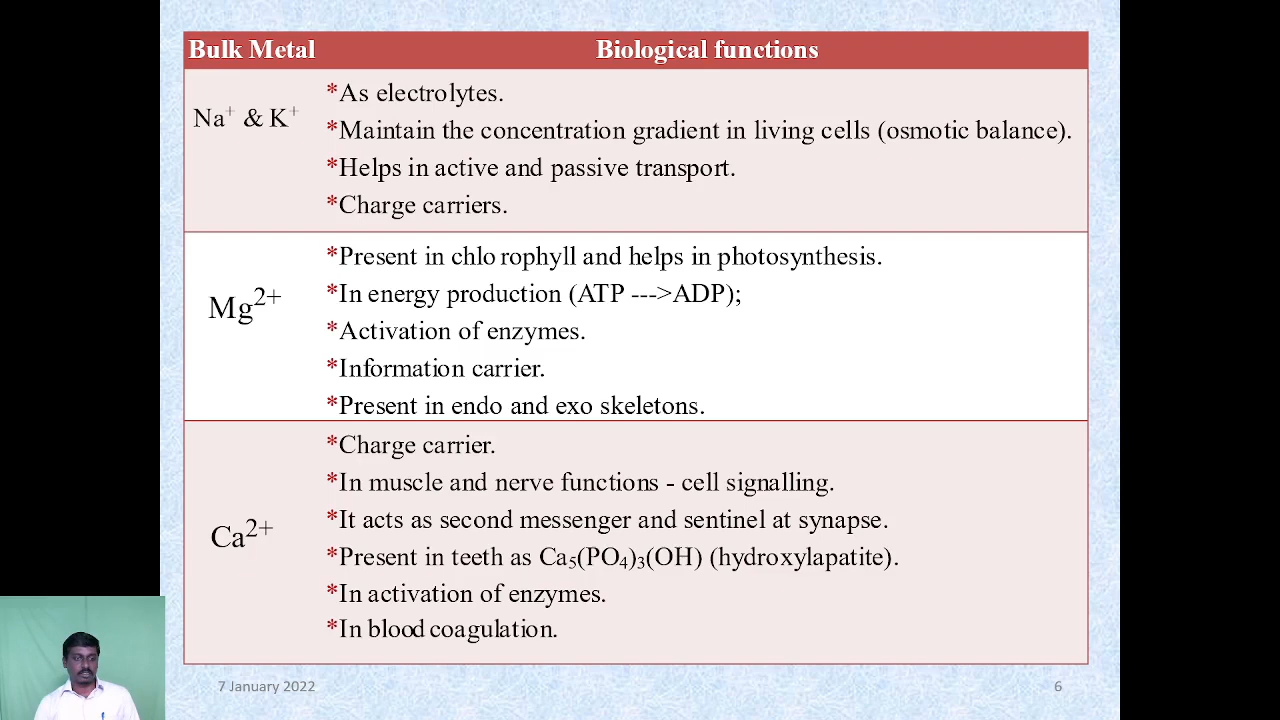 Bulk Metal Biological functions
Na⁺ & K⁺
*As electrolytes.
*Maintain the concentration gradient in living cells (osmotic balance).
*Helps in active and passive transport.
*Charge carriers
Mg²⁺
*Present in chlo rophyll and helps in photosynthesis.
*In energy production (ATP --->ADP);
*Activation of enzymes.
*Information carrier.
*Present in endo and exo skeletons.
Ca²⁺
*Charge carrier.
*In muscle and nerve functions - cell signalling.
*It acts as second messenger and sentinel at synapse.
*Present in teeth as Ca₅(PO₄)₃(OH) (hydroxylapatite).
*In activation of enzymes.
*In blood coagulation.
7 January 2022 6